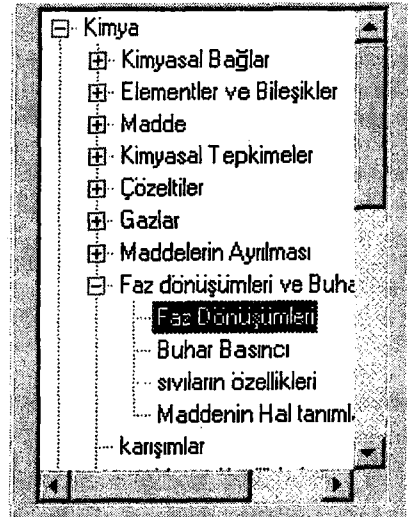 Kimya
Kimyasal Bağlar
Elementler ve Bileşikler
Madde
Kimyasal Tepkimeler
Çözeltiler
Gazlar
Maddelerin Ayrılması
Faz dönüşümleri ve Buha
Faz Dönüşümleri
Buhar Basıncı
sıvıların özellikleri
Maddenin Hal tanımla
karışımlar